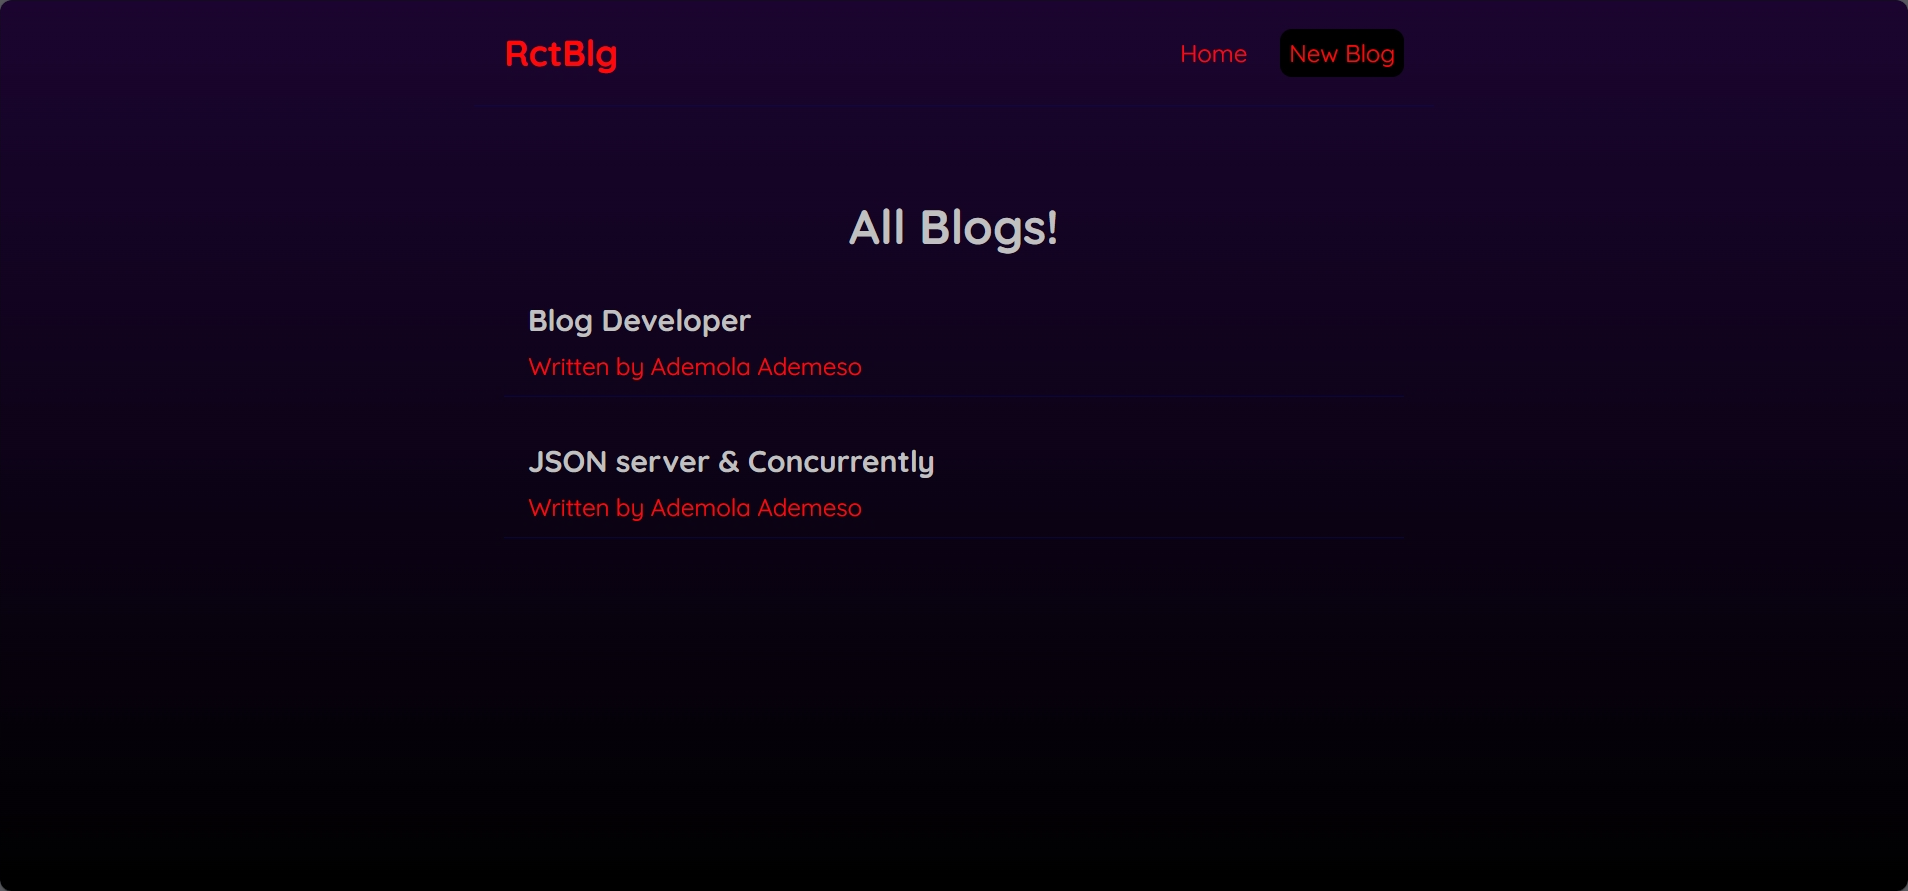 RctBlg
Home
New Blog
All Blogs!
Blog Developer
Written by Ademola Ademeso
JSON server & Concurrently
Written by Ademola Ademeso